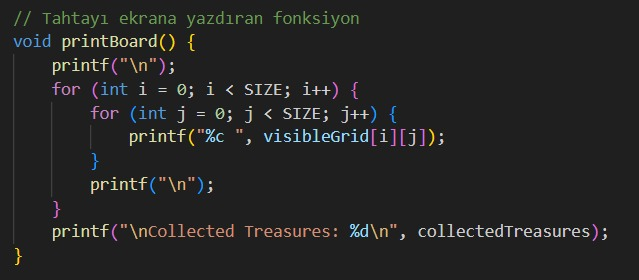 // Tahtayı ekrana yazdıran fonksiyon
void printBoard() {
    printf("\n");
    for (int i = 0; i < SIZE; i++) {
        for (int j = 0; j < SIZE; j++) {
            printf("%c ", visibleGrid[i][j]);
        }
        printf("\n");
    }
    printf("\nCollected Treasures: %d\n", collectedTreasures);
}